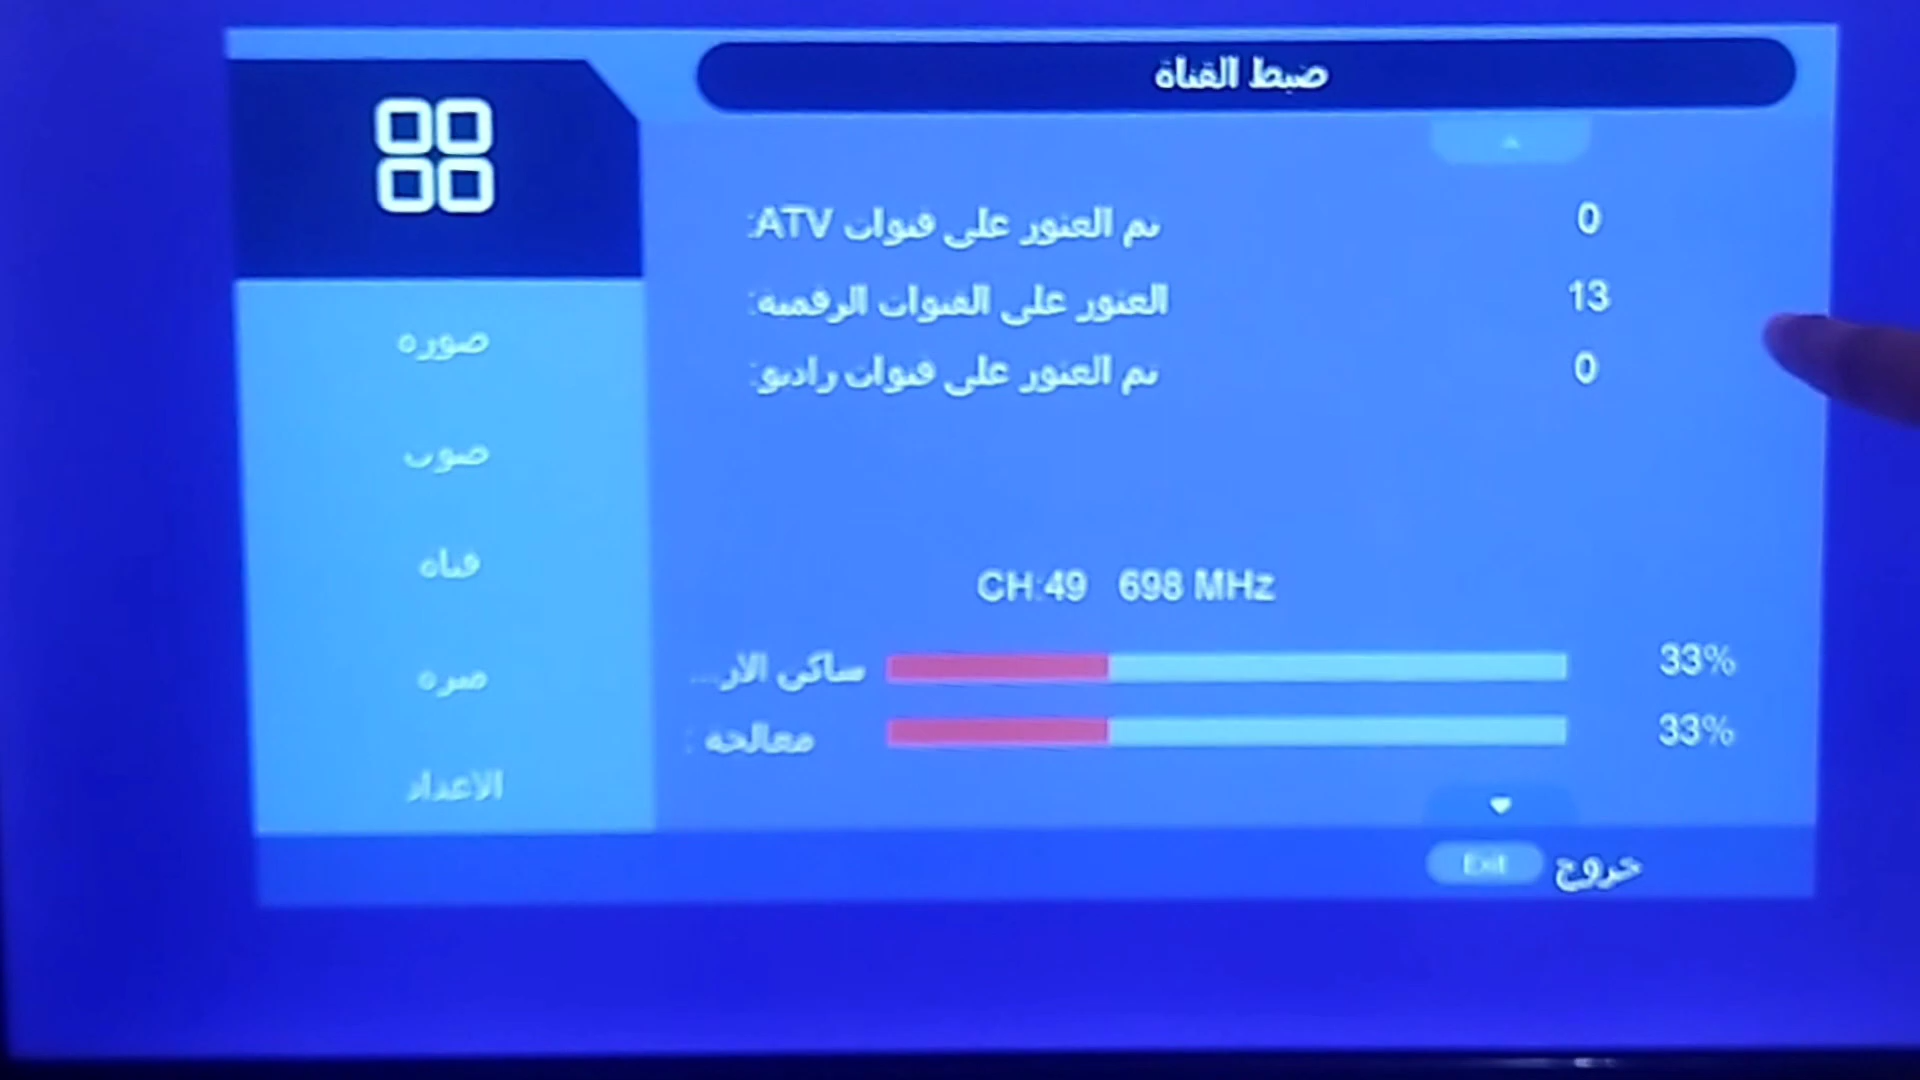 ضبط القناة
تم العثور على قنوات ATV:
0
العثور على القنوات الرقمية:
13
تم العثور على قنوات راديو:
0
صورة
صوت
قناة
ميزة
الاعداد
CH:49 698 MHz
33%
معالجة :
33%
Exit خروج